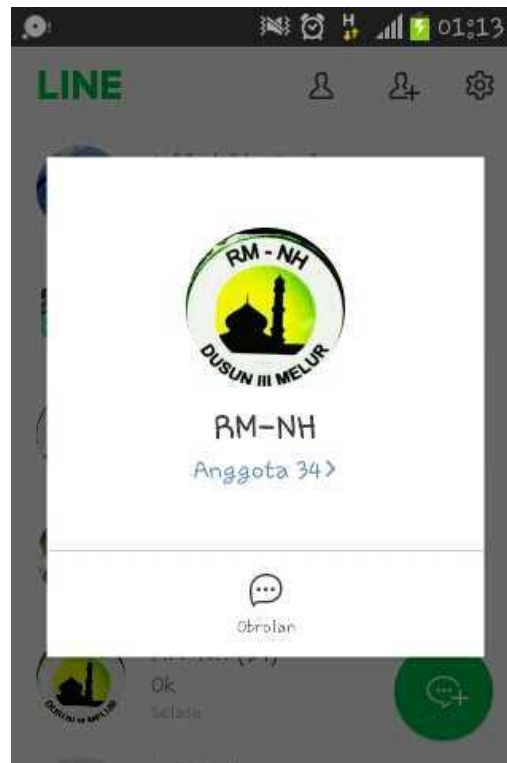 H
01:13
LINE
RM - NH
DUSUN III MELUR
RM-NH
Anggota 34>
Obrolan
Ok
Selasa